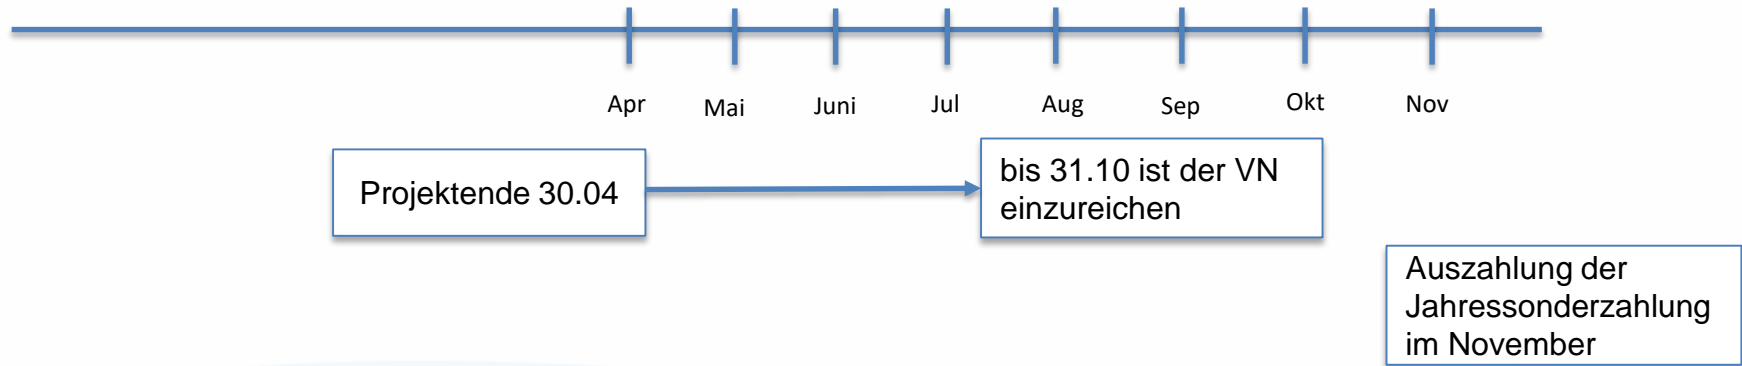 Apr Mai Juni Jul Aug Sep Okt Nov
Projektende 30.04
bis 31.10 ist der VN
einzureichen
Auszahlung der
Jahressonderzahlung
im November